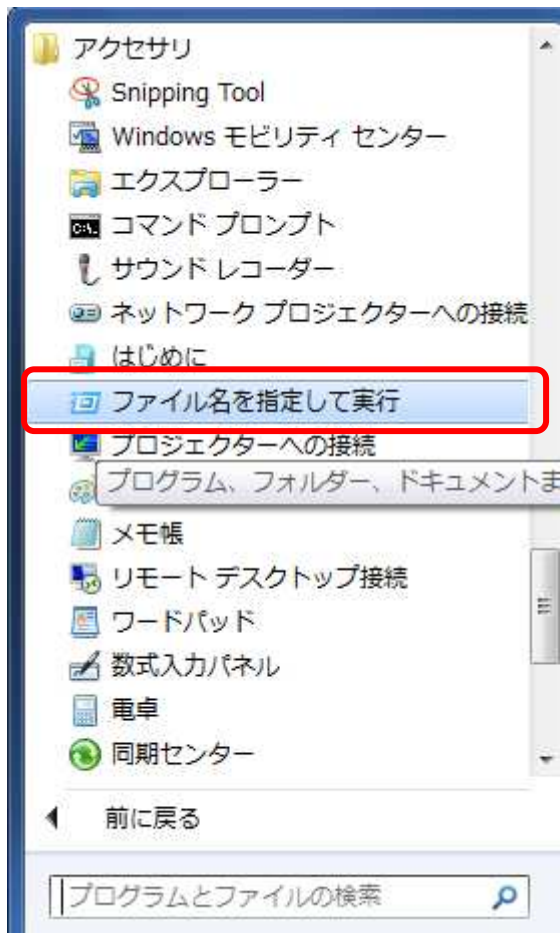 アクセサリ
Snipping Tool
Windows モビリティ センター
エクスプローラー
コマンド プロンプト
サウンド レコーダー
ネットワーク プロジェクターへの接続
はじめに
ファイル名を指定して実行
プロジェクターへの接続
プログラム、フォルダー、ドキュメントま
メモ帳
リモート デスクトップ接続
ワードパッド
数式入力パネル
電卓
同期センター
前に戻る
プログラムとファイルの検索